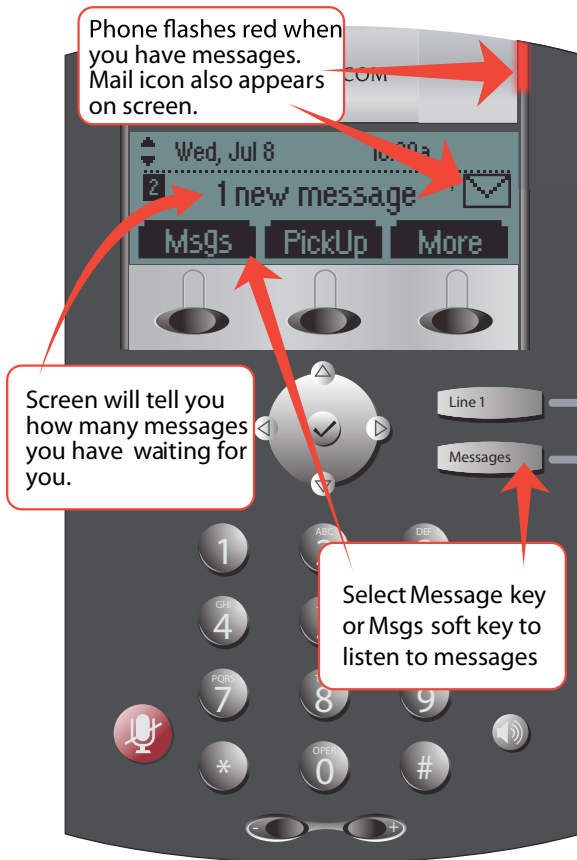 Phone flashes red when
you have messages.
Mail icon also appears
on screen.
COM
Wed, Jul 8
2
1 new message
Msgs PickUp More
Screen will tell you
how many messages
you have waiting for
you.
Line 1
Messages
1
ABC
DEF
Select Message key
or Msgs soft key to
listen to messages
GHI
4
PQRS
7
8
9
*
OPER
0
#
- +